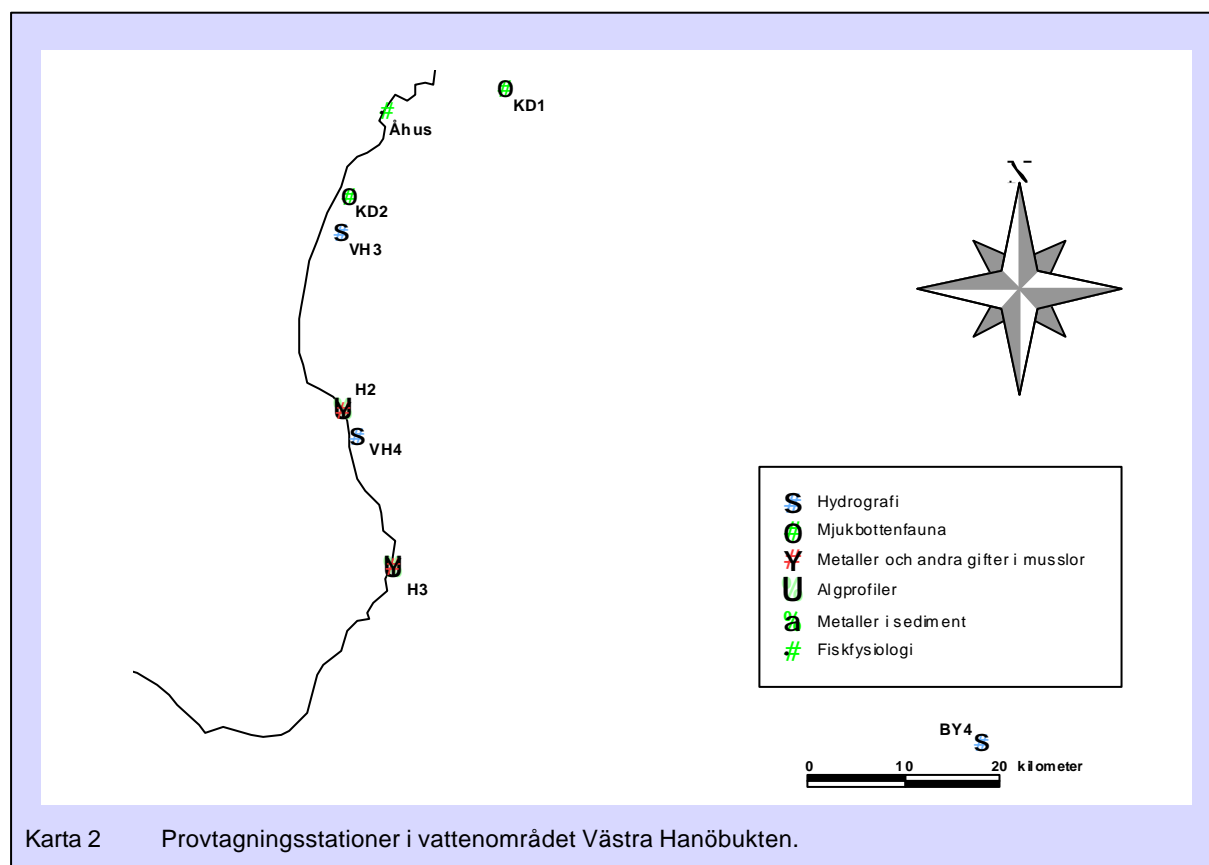 KD1
Åhus
KD2
VH3
H2
VH4
H3
N
S Hydrografi
O Mjukbottenfauna
Y Metaller och andra gifter i musslor
U Algprofiler
a Metaller i sediment
# Fiskfysiologi
BY4
0 10 20 kilometer
Karta 2 Provtagningsstationer i vattenområdet Västra Hanöbukten.